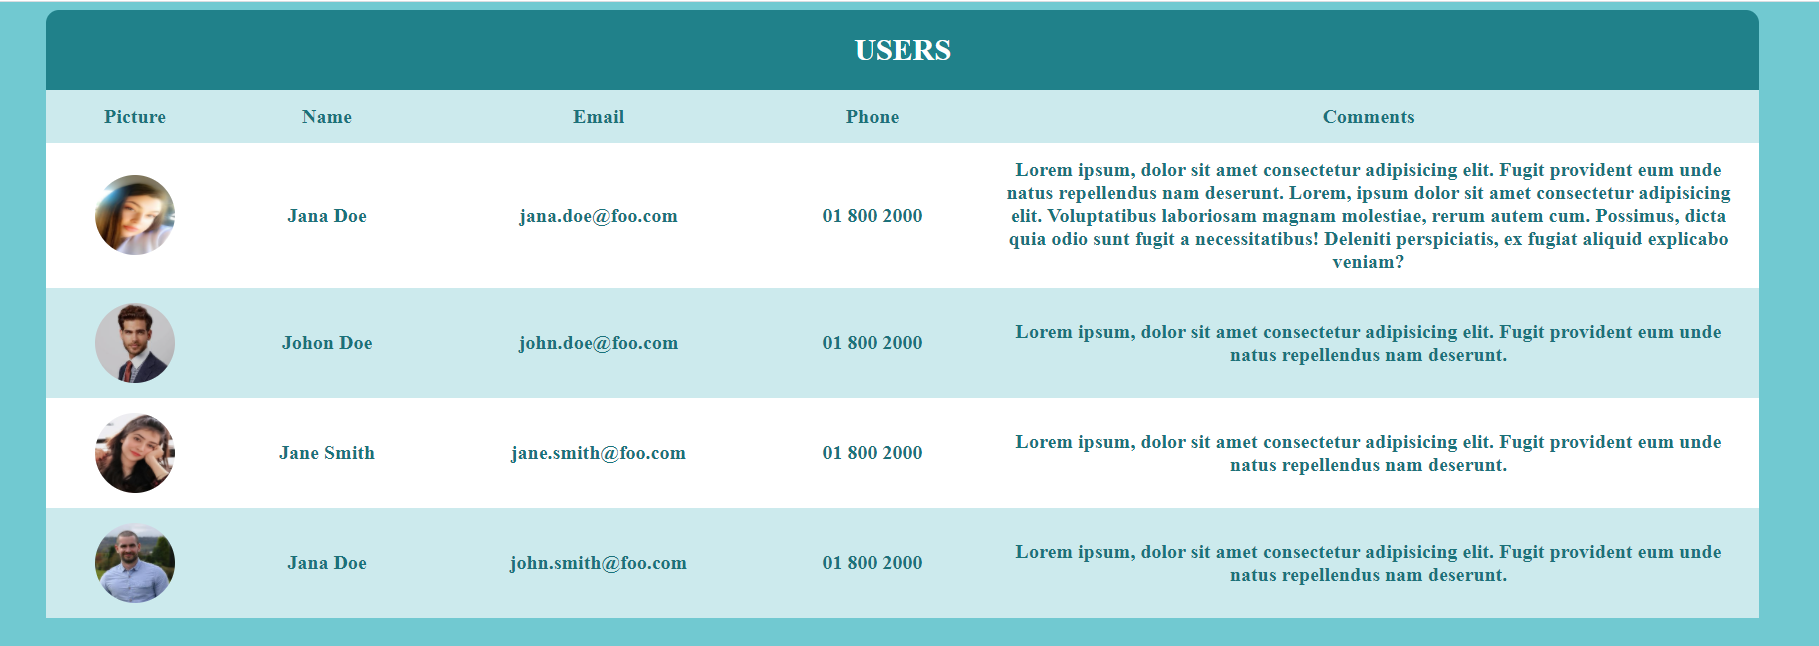 USERS
Picture Name Email Phone Comments
Jana Doe jana.doe@foo.com 01 800 2000 Lorem ipsum, dolor sit amet consectetur adipisicing elit. Fugit provident eum unde
natus repellendus nam deserunt. Lorem, ipsum dolor sit amet consectetur adipisicing
elit. Voluptatibus laboriosam magnam molestiae, rerum autem cum. Possimus, dicta
quia odio sunt fugit a necessitatibus! Deleniti perspiciatis, ex fugiat aliquid explicabo
veniam?
Johon Doe john.doe@foo.com 01 800 2000 Lorem ipsum, dolor sit amet consectetur adipisicing elit. Fugit provident eum unde
natus repellendus nam deserunt.
Jane Smith jane.smith@foo.com 01 800 2000 Lorem ipsum, dolor sit amet consectetur adipisicing elit. Fugit provident eum unde
natus repellendus nam deserunt.
Jana Doe john.smith@foo.com 01 800 2000 Lorem ipsum, dolor sit amet consectetur adipisicing elit. Fugit provident eum unde
natus repellendus nam deserunt.